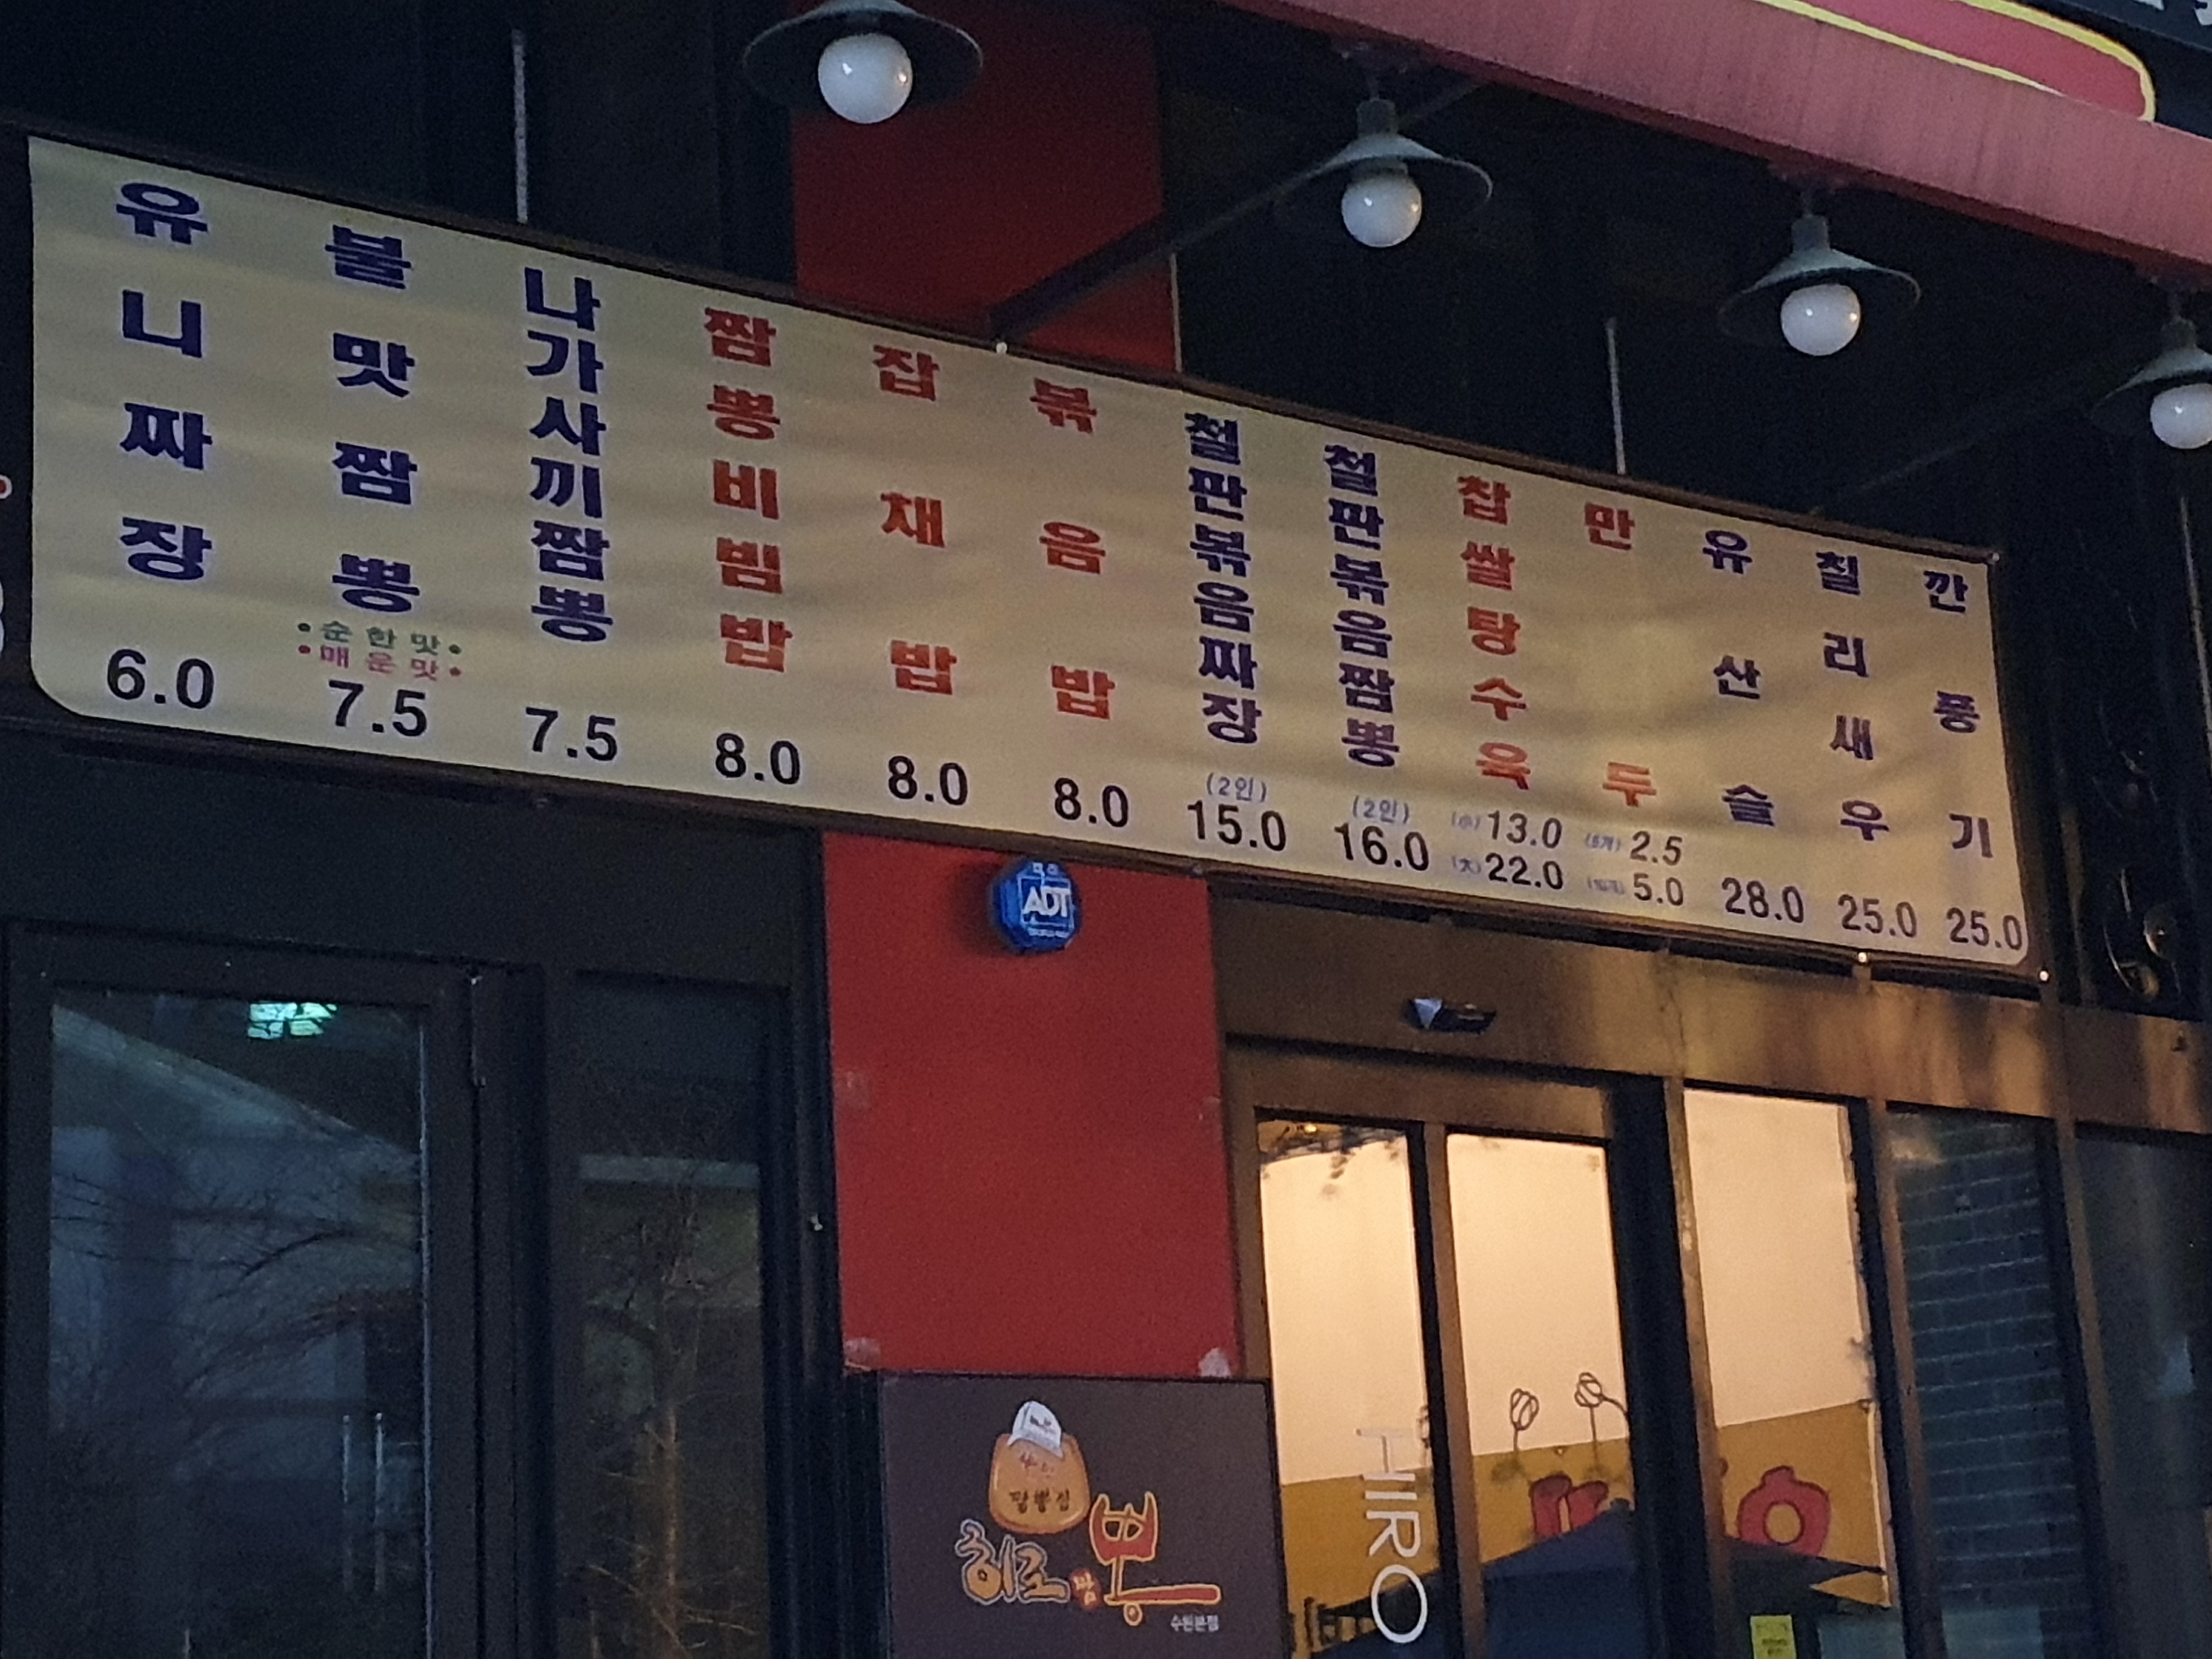 유니짜장
6.0
불맛짬뽕
•순한맛•
•매운맛•
7.5
나가사끼짬뽕
7.5
짬뽕비빔밥
8.0
잡채밥
8.0
볶음밥
8.0
철판볶음짜장
(2인)
15.0
철판볶음짬뽕
(2인)
16.0
찹쌀탕수육
(小) 13.0
(大) 22.0
만두
2.5
5.0
유산슬
28.0
칠리새우
25.0
깐풍기
25.0
ADT
짬뽕집
히로짬뽕
수원본점
HIRO